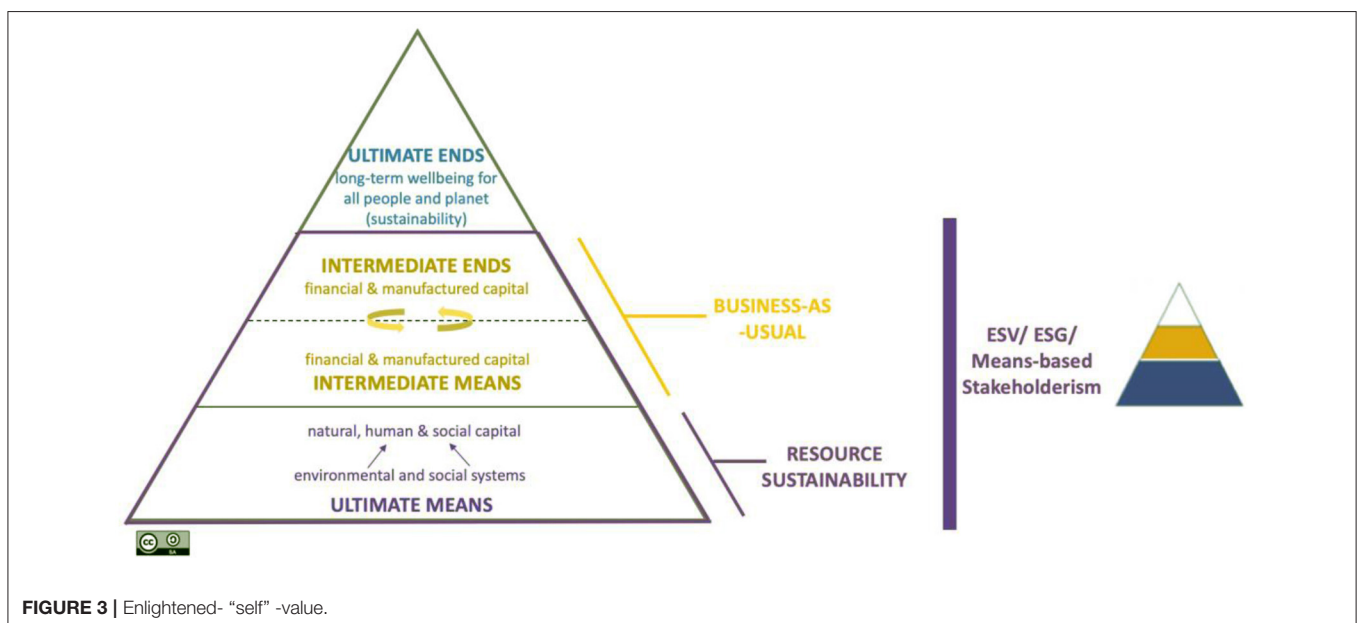 ULTIMATE ENDS
long-term wellbeing for
all people and planet
(sustainability)
INTERMEDIATE ENDS
financial & manufactured capital
financial & manufactured capital
INTERMEDIATE MEANS
natural, human & social capital
environmental and social systems
ULTIMATE MEANS
BUSINESS-AS
-USUAL
RESOURCE
SUSTAINABILITY
ESV/ ESG/
Means-based
Stakeholderism
cc
SA
FIGURE 3 | Enlightened- “self” -value.